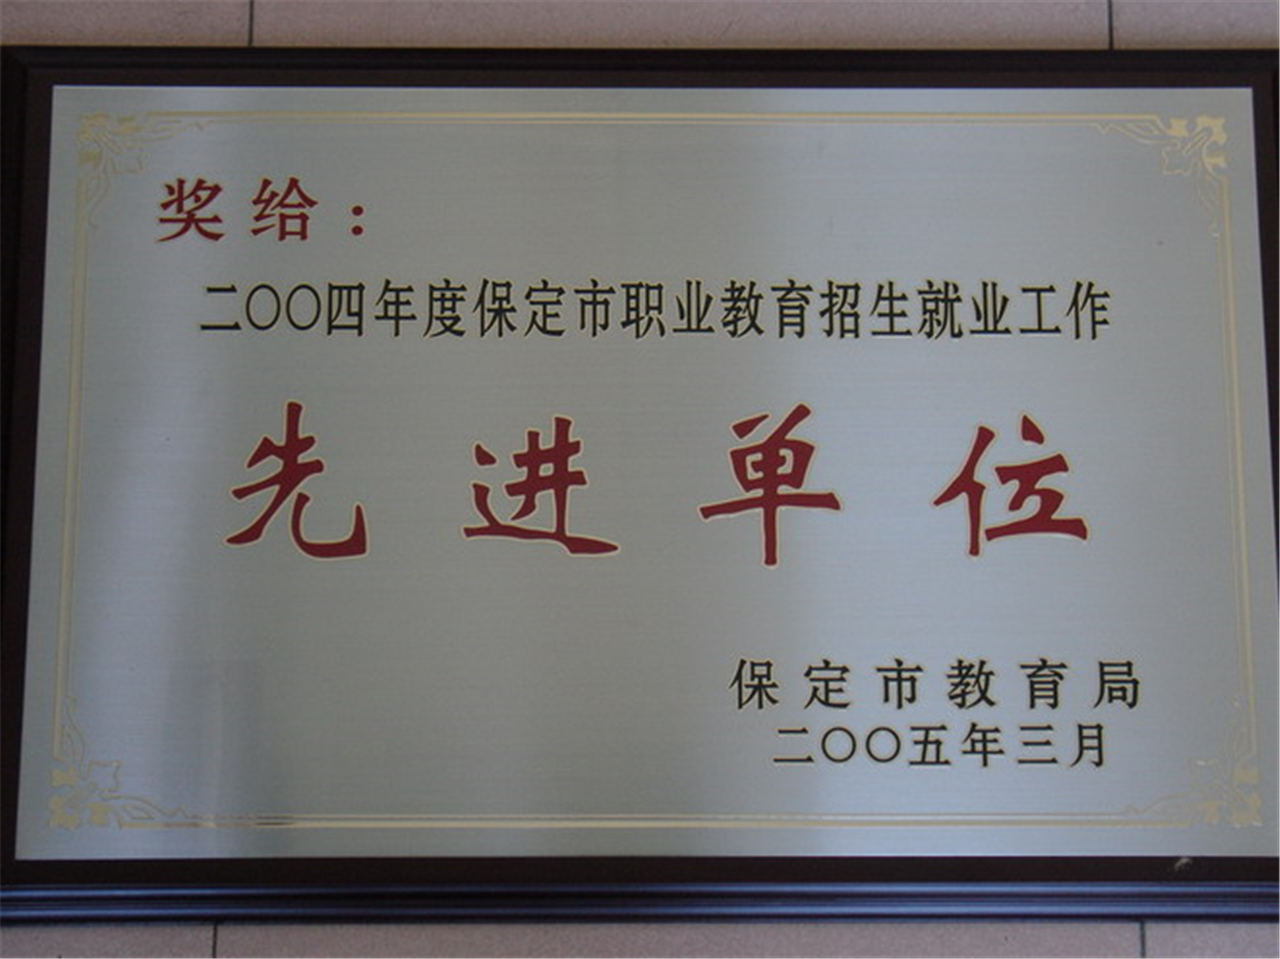 奖给：
二〇〇四年度保定市职业教育招生就业工作
先进单位
保定市教育局
二〇〇五年三月